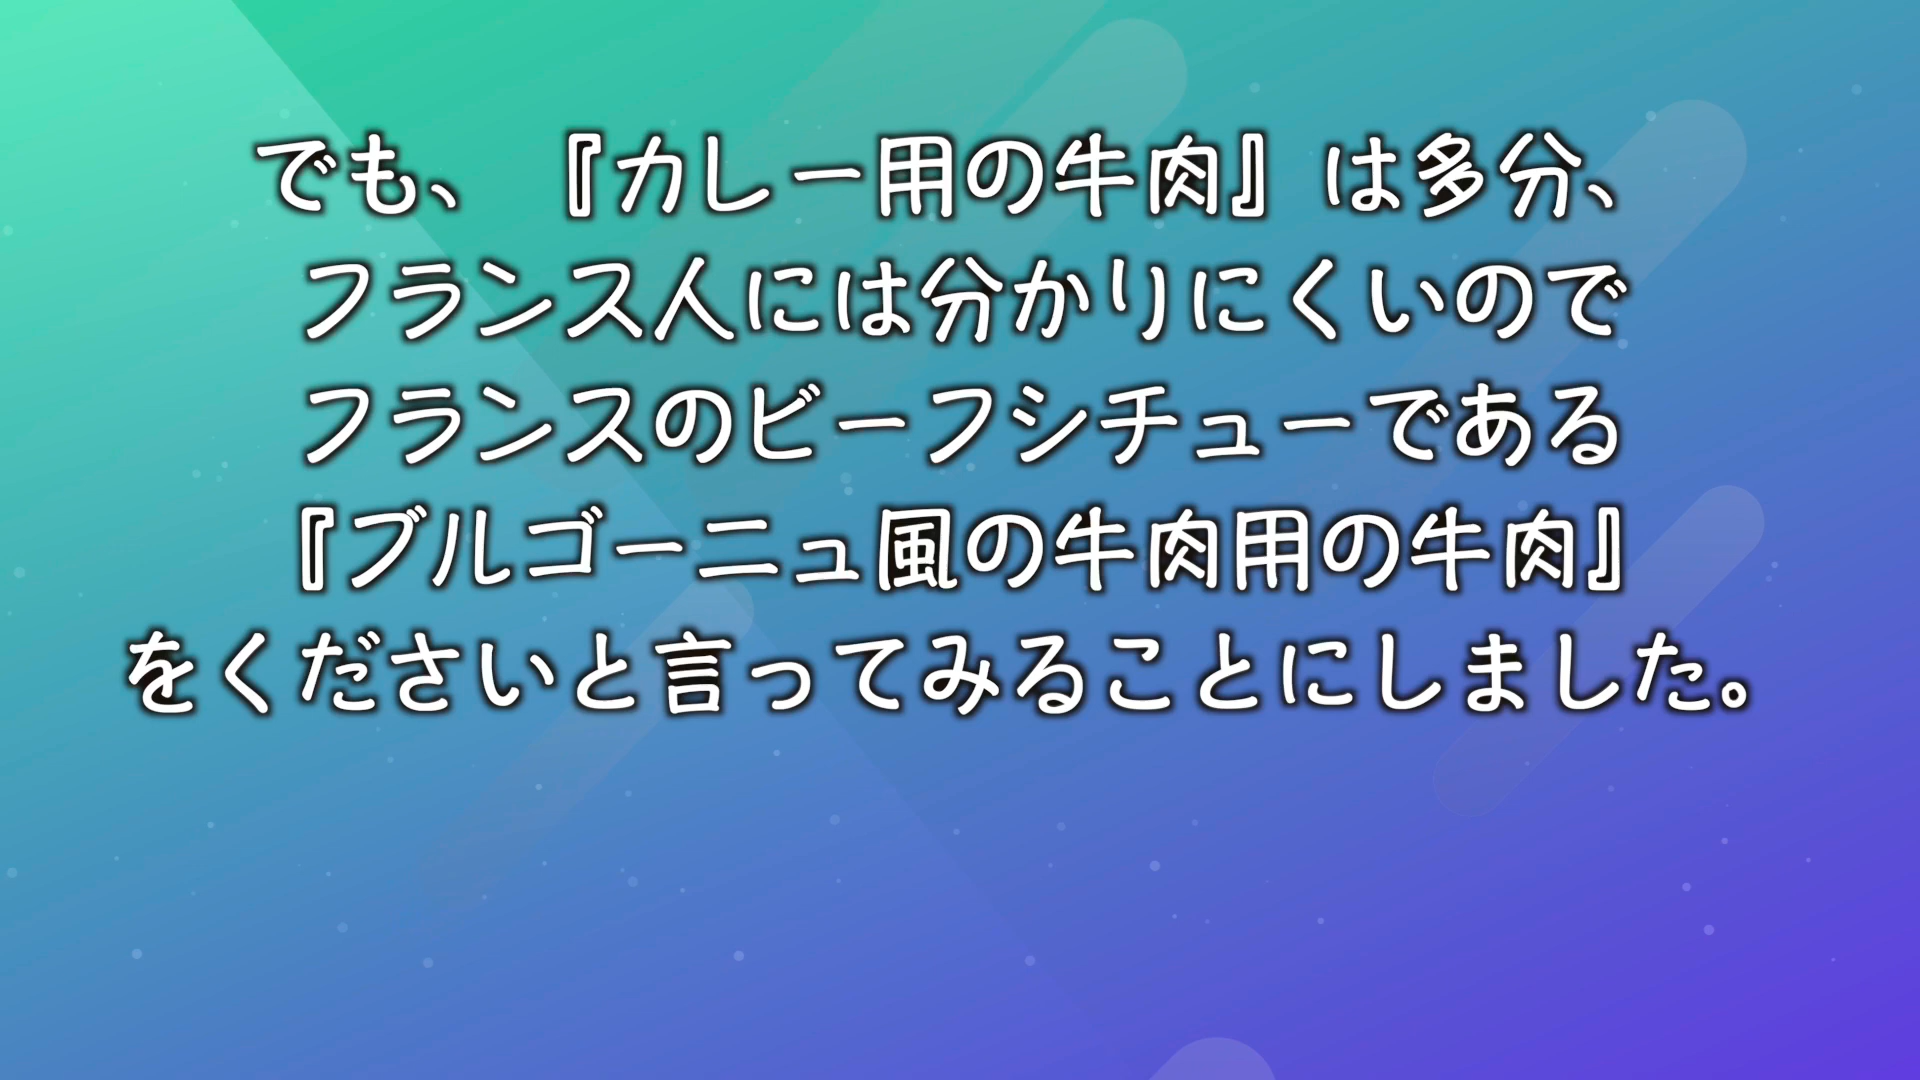 でも、『カレー用の牛肉』は多分、
フランス人には分かりにくいので
フランスのビーフシチューである
『ブルゴーニュ風の牛肉用の牛肉』
をくださいと言ってみることにしました。